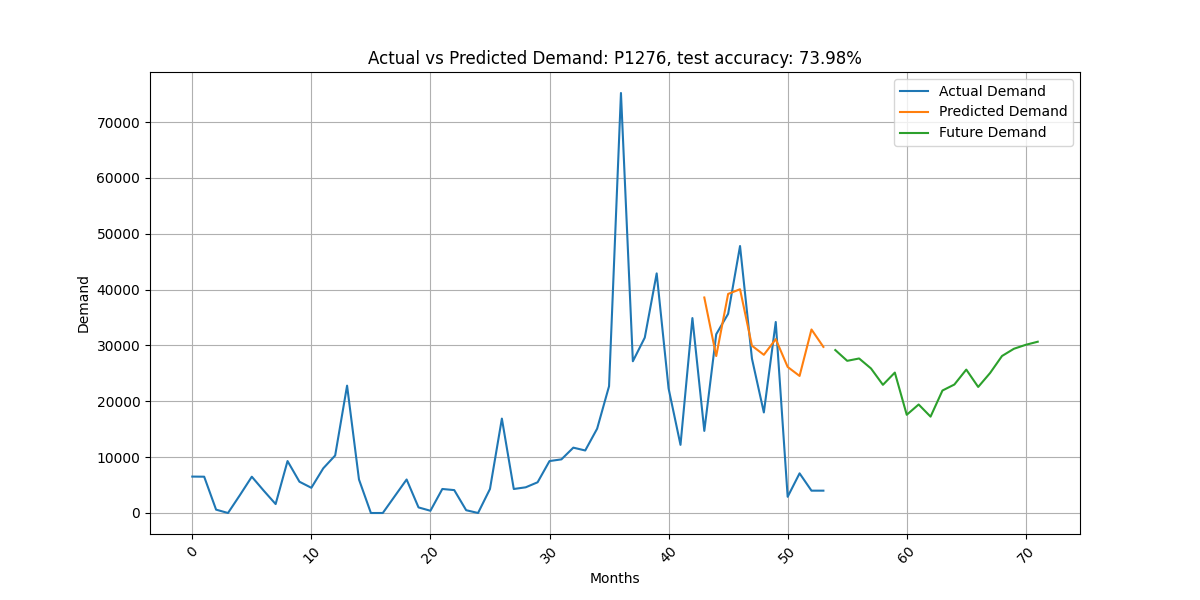 Actual vs Predicted Demand: P1276, test accuracy: 73.98%
Actual Demand
Predicted Demand
Future Demand
70000
60000
50000
40000
30000
20000
10000
0
Demand
0 10 20 30 40 50 60 70
Months